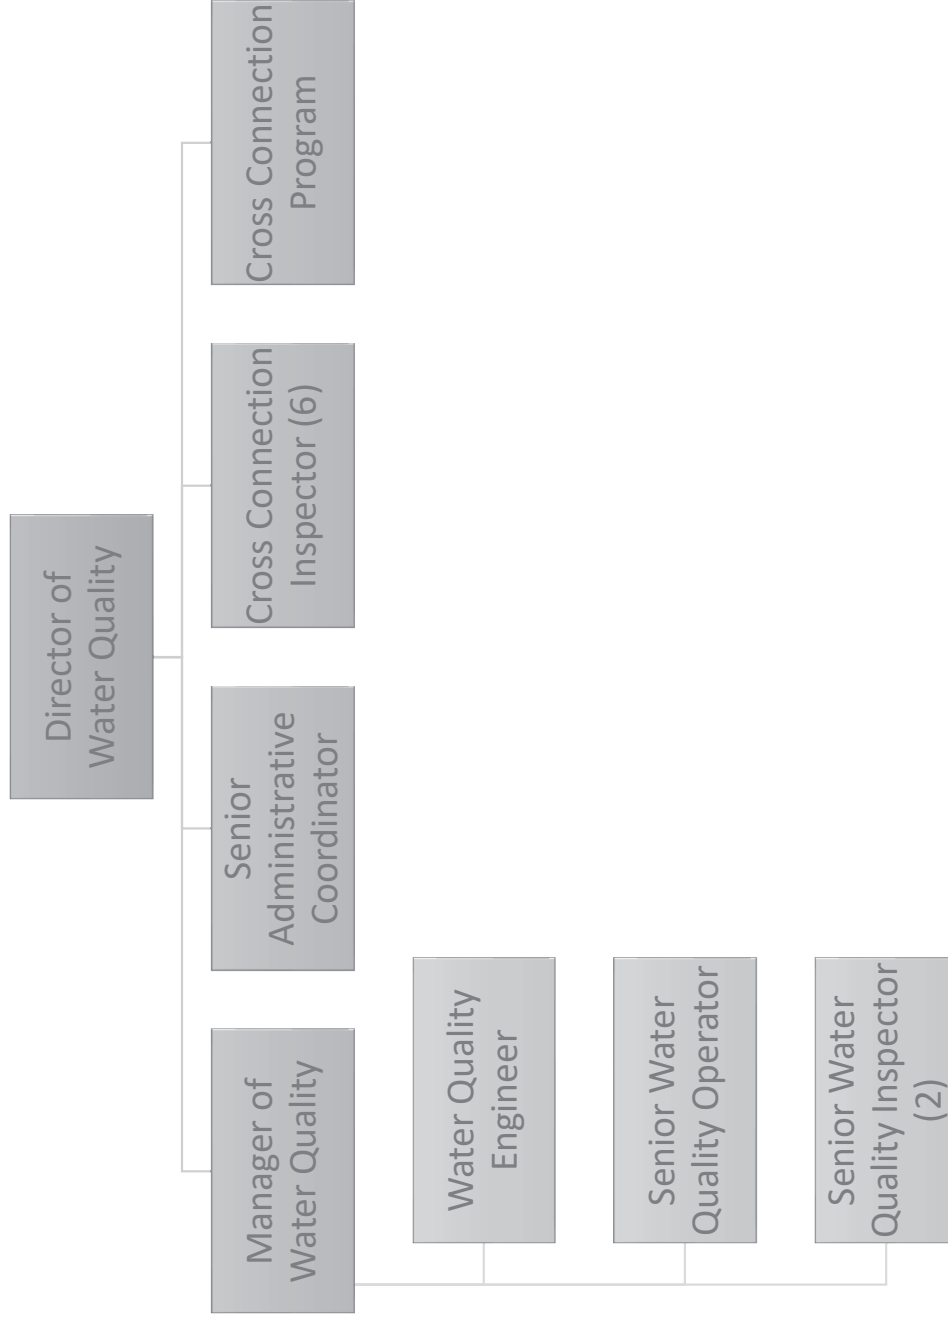 Director of
Water Quality
Manager of
Water Quality
Senior
Administrative
Coordinator
Cross Connection
Inspector (6)
Cross Connection
Program
Water Quality
Engineer
Senior Water
Quality Operator
Senior Water
Quality Inspector
(2)